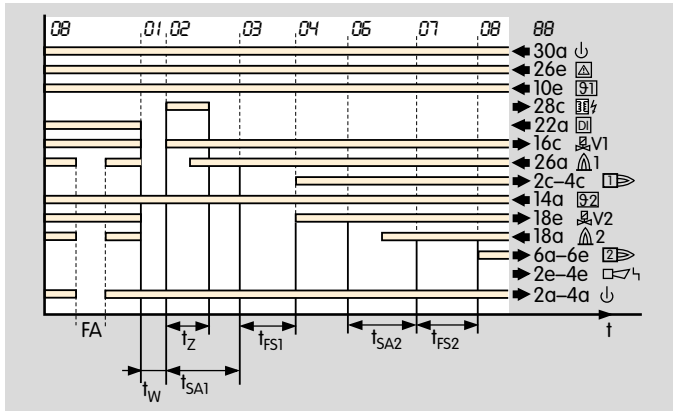 08 01 02 03 04 06 07 08 88
30a
26e
10e ϑ1
28c
22a DI
16c V1
26a 1
2c–4c 1
14a ϑ2
18e V2
18a 2
6a–6e 2
2e–4e
2a–4a
FA tZ tFS1 tSA2 tFS2 t
tW tSA1